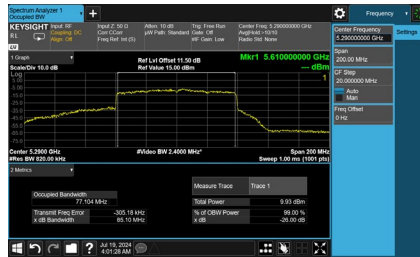 Spectrum Analyzer 1
Occupied BW
Frequency
KEYSIGHT Input: RF Input Z: 50 Ω Atten: 10 dB Trig: Free Run Center Freq: 5.290000000 GHz
RL Coupling: DC Corr CCorr µW Path: Standard Gate: Off Avg|Hold:>10/10
Align: Off Freq Ref: Int (S) #IF Gain: Low Radio Std: None
1 Graph
Ref Lvl Offset 11.50 dB
Mkr1 5.610000000 GHz
Scale/Div 10.0 dB Ref Value 15.00 dBm --- dBm
Log
Center 5.2900 GHz #Video BW 2.4000 MHz* Span 200 MHz
#Res BW 820.00 kHz Sweep 1.00 ms (1001 pts)
2 Metrics
Measure Trace Trace 1
Occupied Bandwidth
77.104 MHz Total Power 9.93 dBm
Transmit Freq Error -305.18 kHz % of OBW Power 99.00 %
x dB Bandwidth 85.10 MHz x dB -26.00 dB
Jul 19, 2024
4:01:28 AM
Center Frequency
5.290000000 GHz
Settings
Span
200.00 MHz
CF Step
20.000000 MHz
Auto
Man
Freq Offset
0 Hz